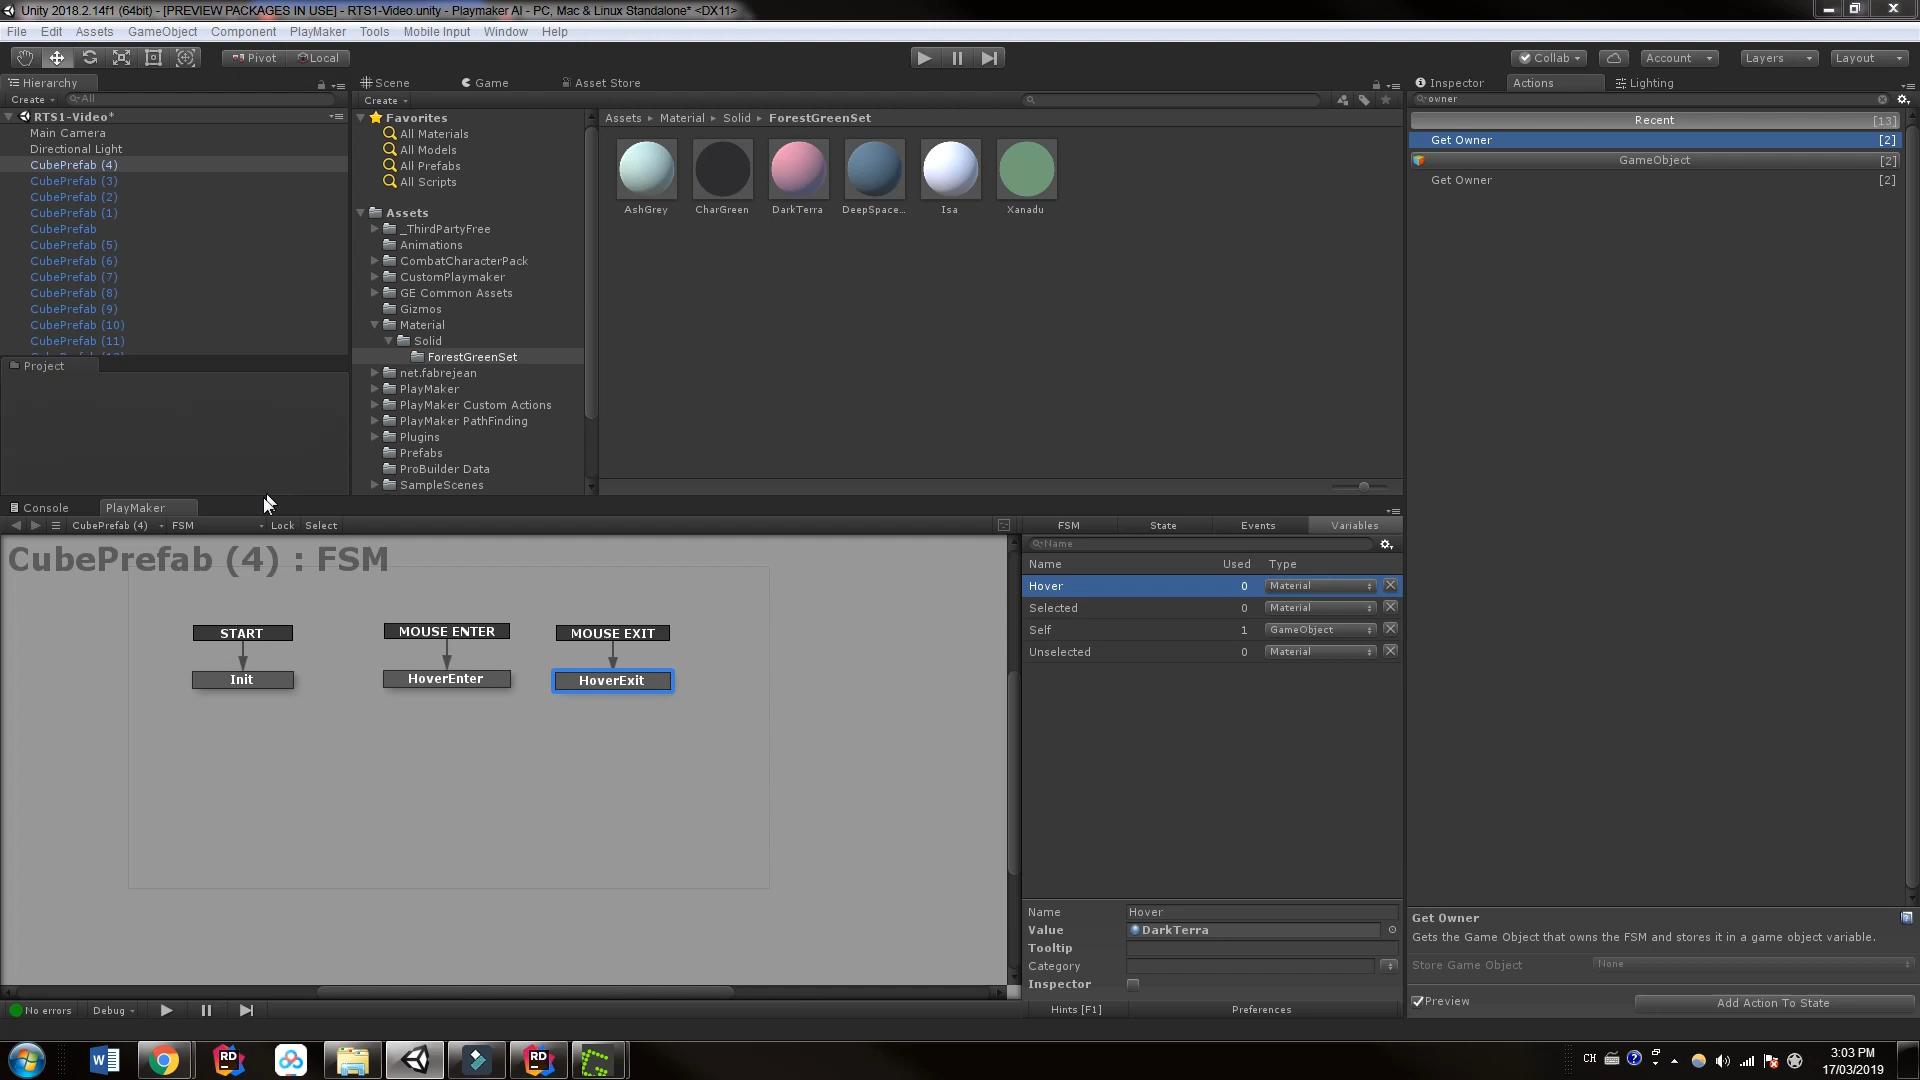 Unity 2018.2.14f1 (64bit) - [PREVIEW PACKAGES IN USE] - RTS1-Video.unity - Playmaker AI - PC, Mac & Linux Standalone* <DX11>
File Edit Assets GameObject Component PlayMaker Tools Mobile Input Window Help
Pivot Local Collab Account Layers Layout
Hierarchy
Create All
RTS1-Video*
Main Camera
Directional Light
CubePrefab (4)
CubePrefab (3)
CubePrefab (2)
CubePrefab (1)
CubePrefab
CubePrefab (5)
CubePrefab (6)
CubePrefab (7)
CubePrefab (8)
CubePrefab (9)
CubePrefab (10)
CubePrefab (11)
Project
Scene Game Asset Store
Create
Favorites
All Materials
All Models
All Prefabs
All Scripts
Assets
_ThirdPartyFree
Animations
CombatCharacterPack
CustomPlaymaker
GE Common Assets
Gizmos
Material
Solid
ForestGreenSet
net.fabrejean
PlayMaker
PlayMaker Custom Actions
PlayMaker PathFinding
Plugins
Prefabs
ProBuilder Data
SampleScenes
Assets ▸ Material ▸ Solid ▸ ForestGreenSet
AshGrey CharGreen DarkTerra DeepSpace... Isa Xanadu
Inspector Actions Lighting
owner
Recent [13]
Get Owner [2]
GameObject [2]
Get Owner [2]
Console PlayMaker
CubePrefab (4) FSM Lock Select
CubePrefab (4) : FSM
START MOUSE ENTER MOUSE EXIT
Init HoverEnter HoverExit
FSM State Events Variables
Name
Name Used Type
Hover 0 Material
Selected 0 Material
Self 1 GameObject
Unselected 0 Material
Name Hover
Value DarkTerra
Tooltip
Category
Inspector
Hints [F1] Preferences
Get Owner
Gets the Game Object that owns the FSM and stores it in a game object variable.
Store Game Object None
Preview Add Action To State
No errors Debug
CH
3:03 PM
17/03/2019